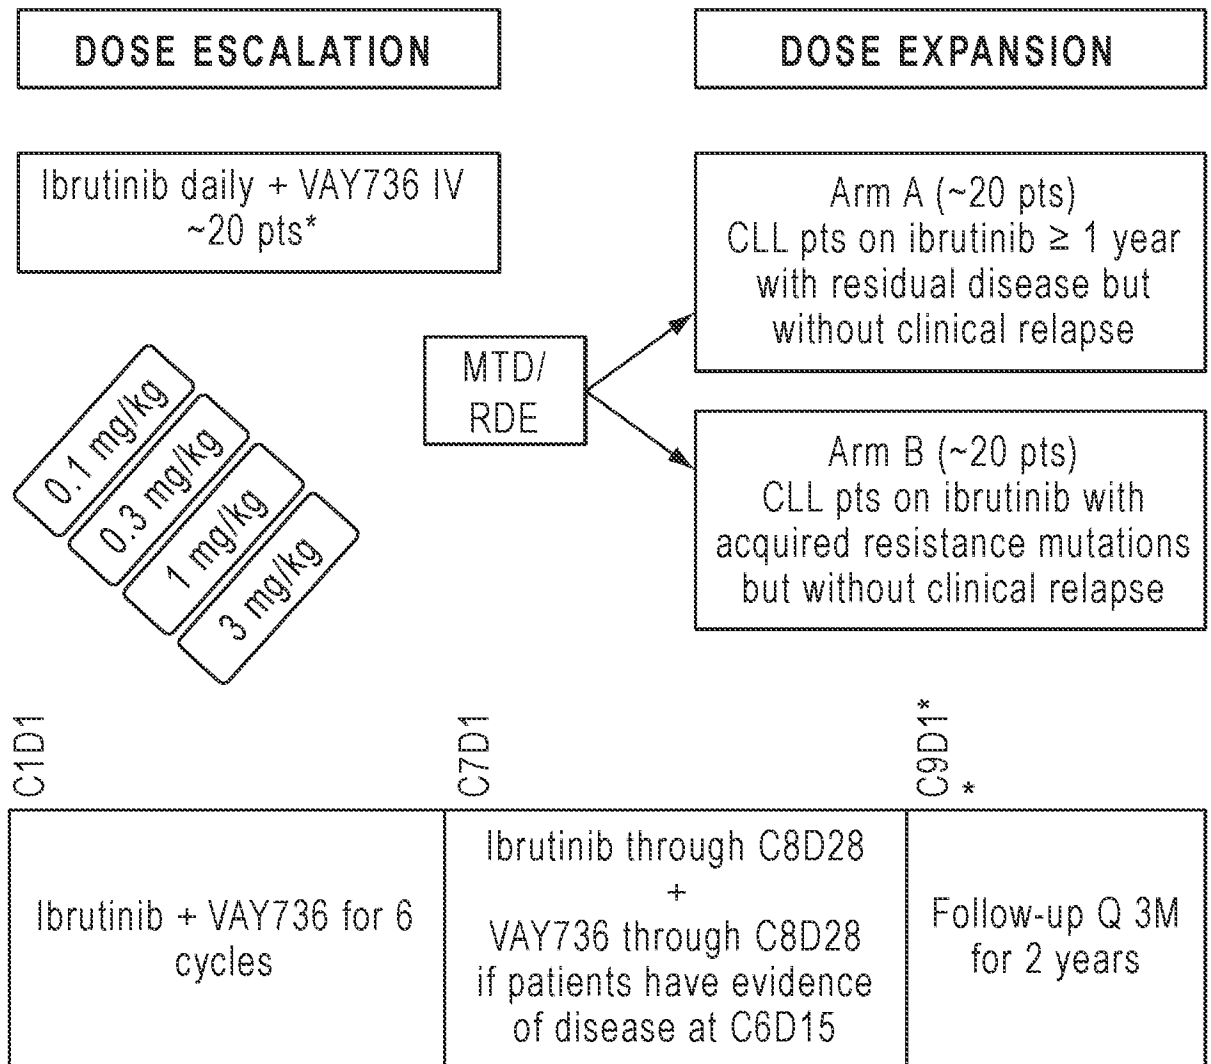 DOSE ESCALATION
DOSE EXPANSION
Ibrutinib daily + VAY736 IV
~20 pts*
Arm A (~20 pts)
CLL pts on ibrutinib ≥ 1 year
with residual disease but
without clinical relapse
MTD/
RDE
0.1 mg/kg
0.3 mg/kg
1 mg/kg
3 mg/kg
Arm B (~20 pts)
CLL pts on ibrutinib with
acquired resistance mutations
but without clinical relapse
C1D1
C7D1
C9D1*
*
Ibrutinib + VAY736 for 6
cycles
Ibrutinib through C8D28
+
VAY736 through C8D28
if patients have evidence
of disease at C6D15
Follow-up Q 3M
for 2 years